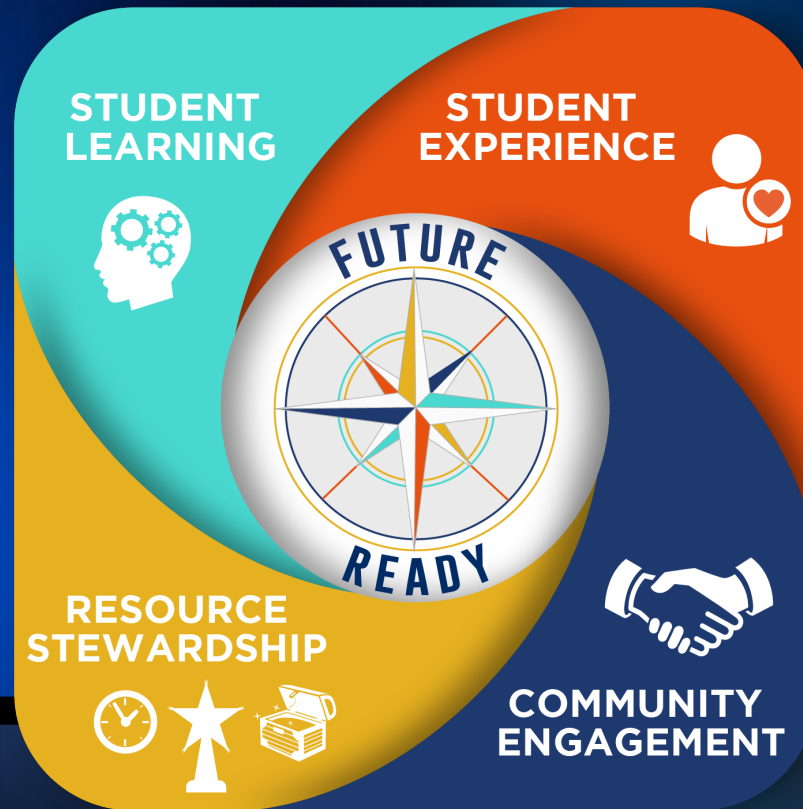 STUDENT
LEARNING
STUDENT
EXPERIENCE
FUTURE
READY
RESOURCE
STEWARDSHIP
COMMUNITY
ENGAGEMENT